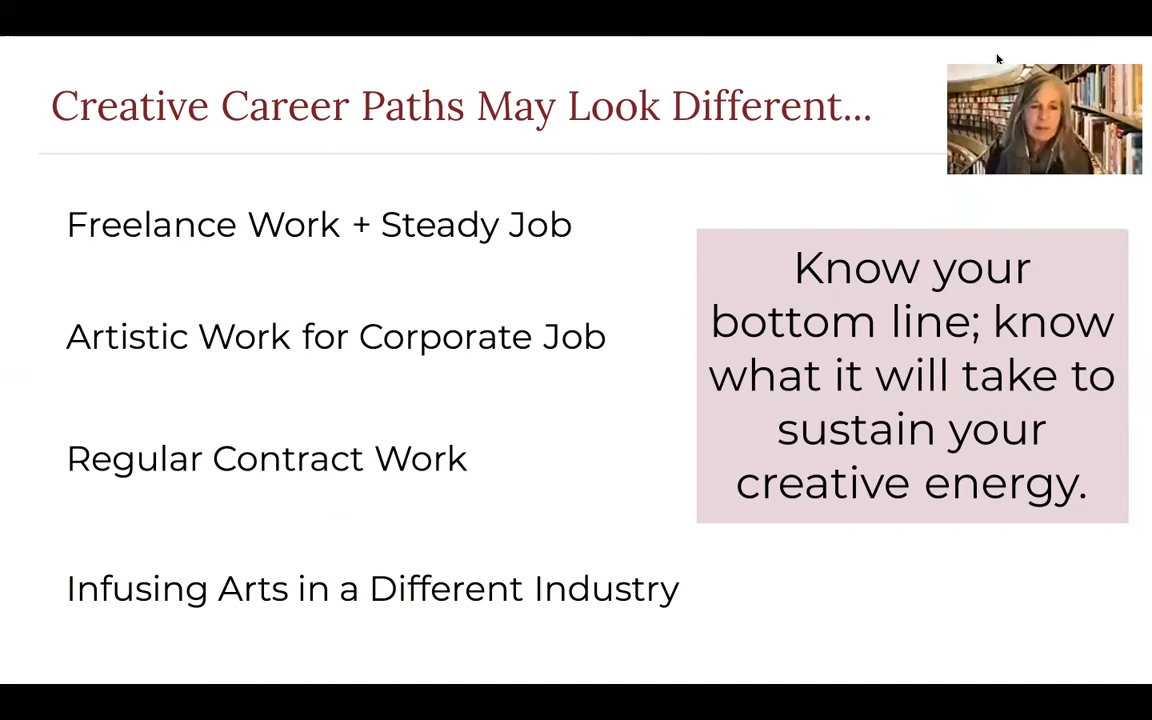 Creative Career Paths May Look Different...
Freelance Work + Steady Job
Artistic Work for Corporate Job
Regular Contract Work
Infusing Arts in a Different Industry
Know your
bottom line; know
what it will take to
sustain your
creative energy.